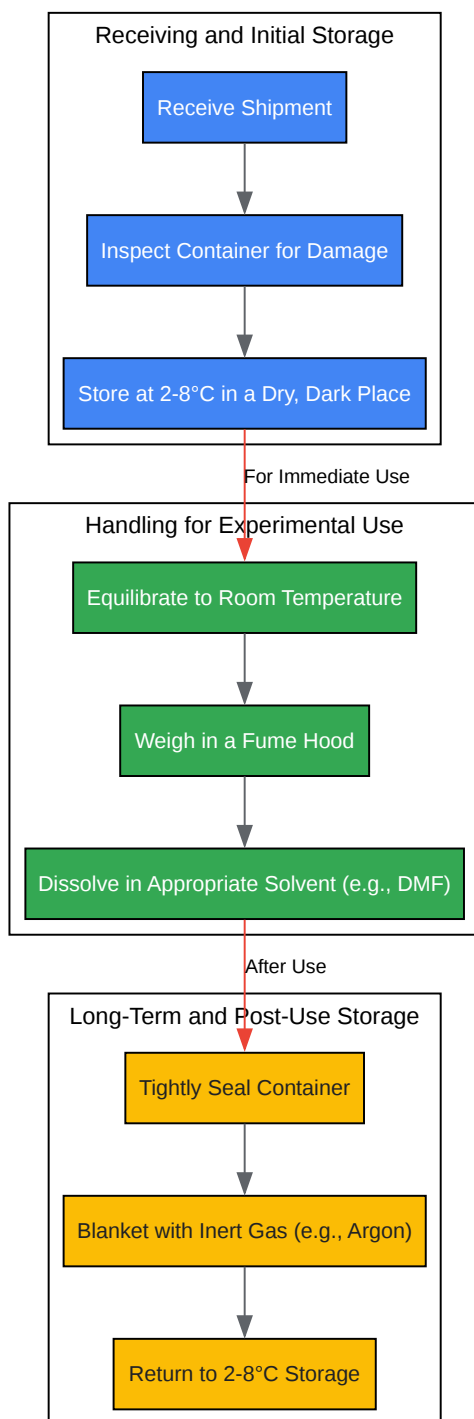 Receiving and Initial Storage
Receive Shipment
Inspect Container for Damage
Store at 2-8°C in a Dry, Dark Place
For Immediate Use
Handling for Experimental Use
Equilibrate to Room Temperature
Weigh in a Fume Hood
Dissolve in Appropriate Solvent (e.g., DMF)
After Use
Long-Term and Post-Use Storage
Tightly Seal Container
Blanket with Inert Gas (e.g., Argon)
Return to 2-8°C Storage